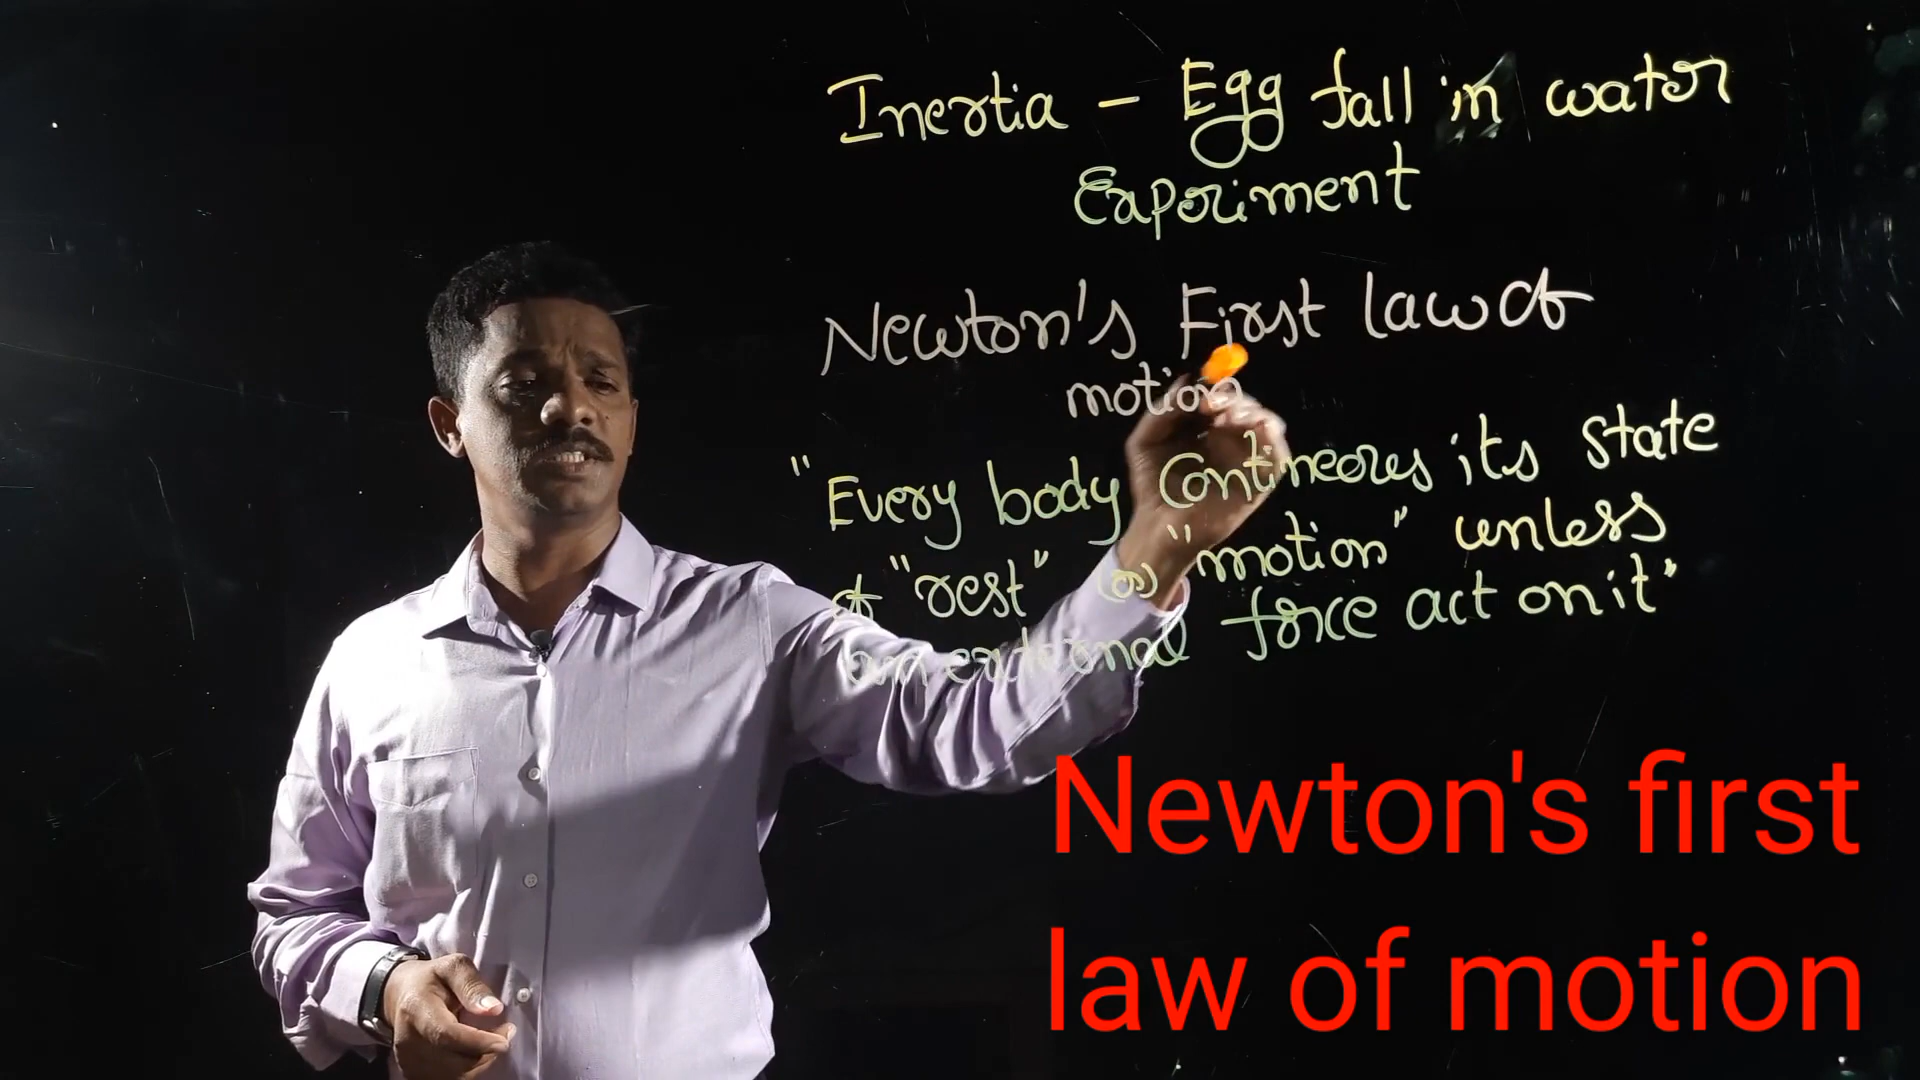 Inertia - Egg fall in water
Experiment
Newton's First law of
motion
"Every body Contineoues its state
of "rest" (or) "motion" unless
an external force act on it"
Newton's first
law of motion